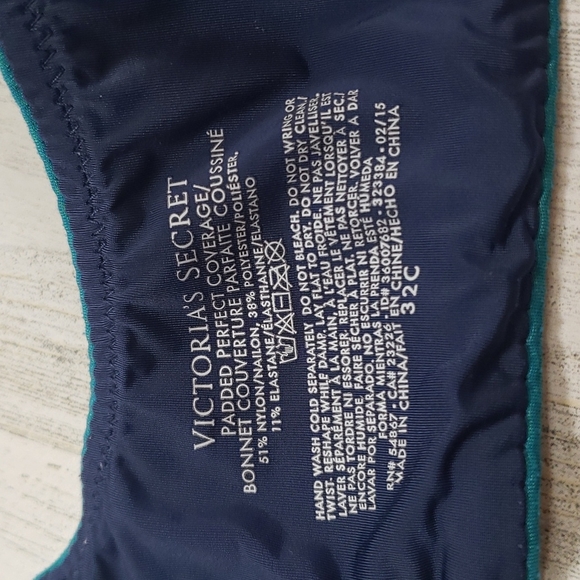 VICTORIA'S SECRET
PADDED PERFECT COVERAGE/
BONNET COUVERTURE PARFAITE COUSSINÉ
51% NYLON/NAILON, 38% POLYESTER/POLIÉSTER,
11% ELASTANE/ÉLASTHANNE/ELASTANO
HAND WASH COLD SEPARATELY. DO NOT BLEACH. DO NOT WRING OR
TWIST. RESHAPE WHILE DAMP. LAY FLAT TO DRY. DO NOT DRY CLEAN./
LAVER SÉPARÉMENT À LA MAIN, À L'EAU FROIDE. NE PAS JAVELLISER.
NE PAS TORDRE NI ESSORER. REPLACER LE VÊTEMENT LORSQU'IL EST
ENCORE HUMIDE. FAIRE SÉCHER À PLAT. NE PAS NETTOYER À SEC./
LAVAR POR SEPARADO. NO ESCURRIR NI RETORCER. VOLVER A DAR
FORMA MIENTRAS LA PRENDA ESTÉ HUMEDA
RN# 54867 - CA# 23226 - ID# 36007682 - 323384 - 02/15
MADE IN CHINA/FAIT EN CHINE/HECHO EN CHINA
32C